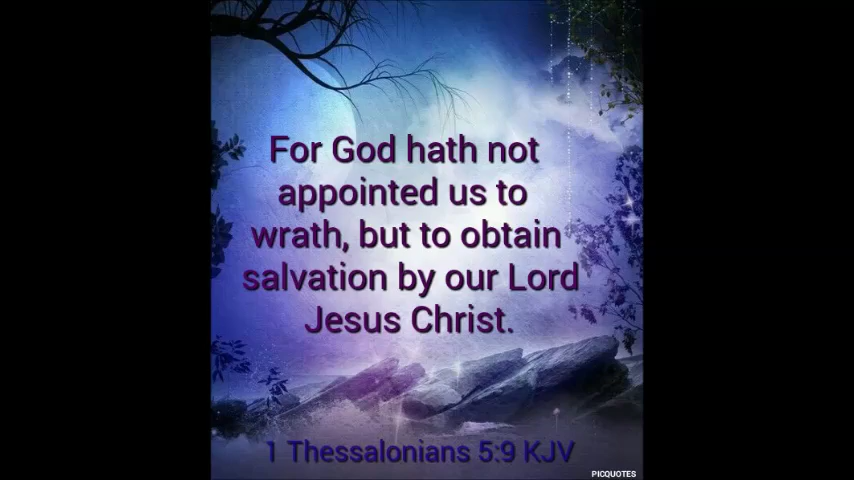 For God hath not
appointed us to
wrath, but to obtain
salvation by our Lord
Jesus Christ.
1 Thessalonians 5:9 KJV
PICQUOTES